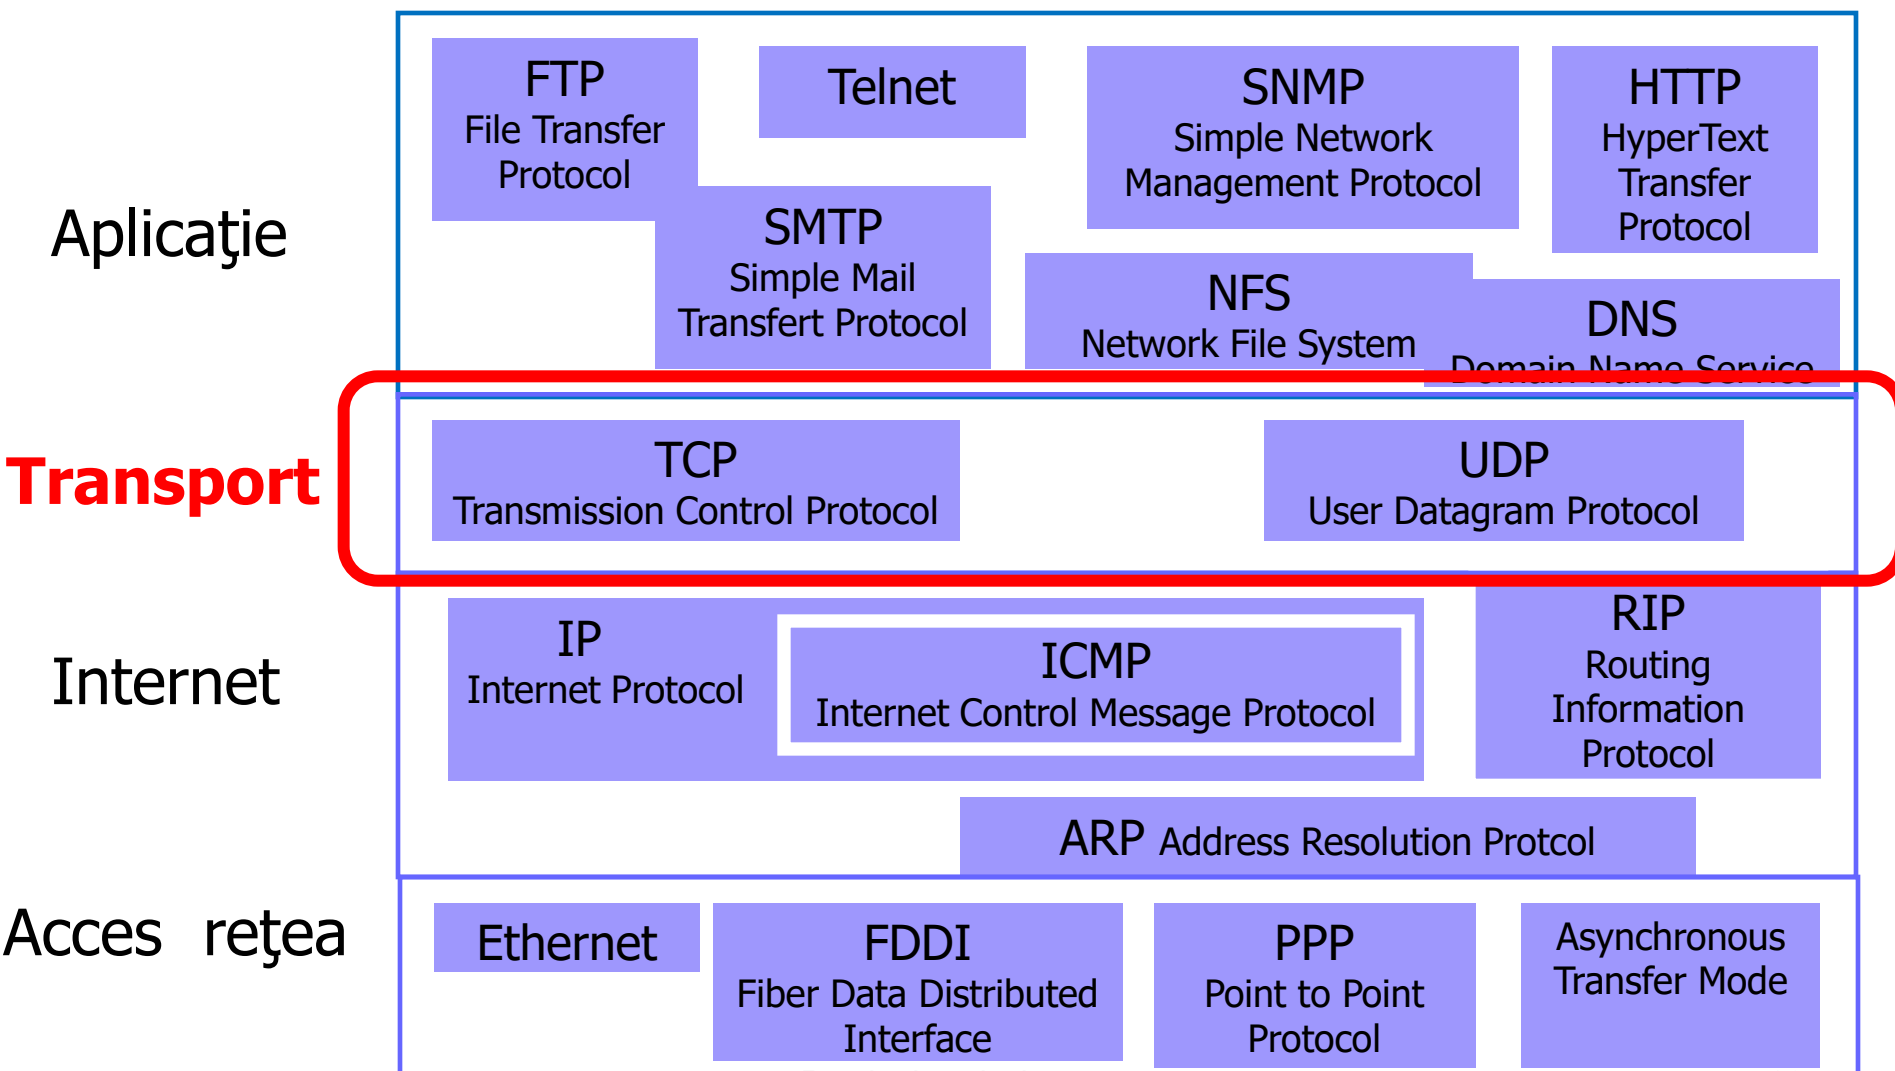 Aplicaţie
FTP
File Transfer
Protocol
Telnet
SNMP
Simple Network
Management Protocol
HTTP
HyperText
Transfer
Protocol
SMTP
Simple Mail
Transfert Protocol
NFS
Network File System
DNS
Domain Name Service
Transport
TCP
Transmission Control Protocol
UDP
User Datagram Protocol
Internet
IP
Internet Protocol
ICMP
Internet Control Message Protocol
RIP
Routing
Information
Protocol
ARP Address Resolution Protcol
Acces reţea
Ethernet
FDDI
Fiber Data Distributed
Interface
PPP
Point to Point
Protocol
Asynchronous
Transfer Mode